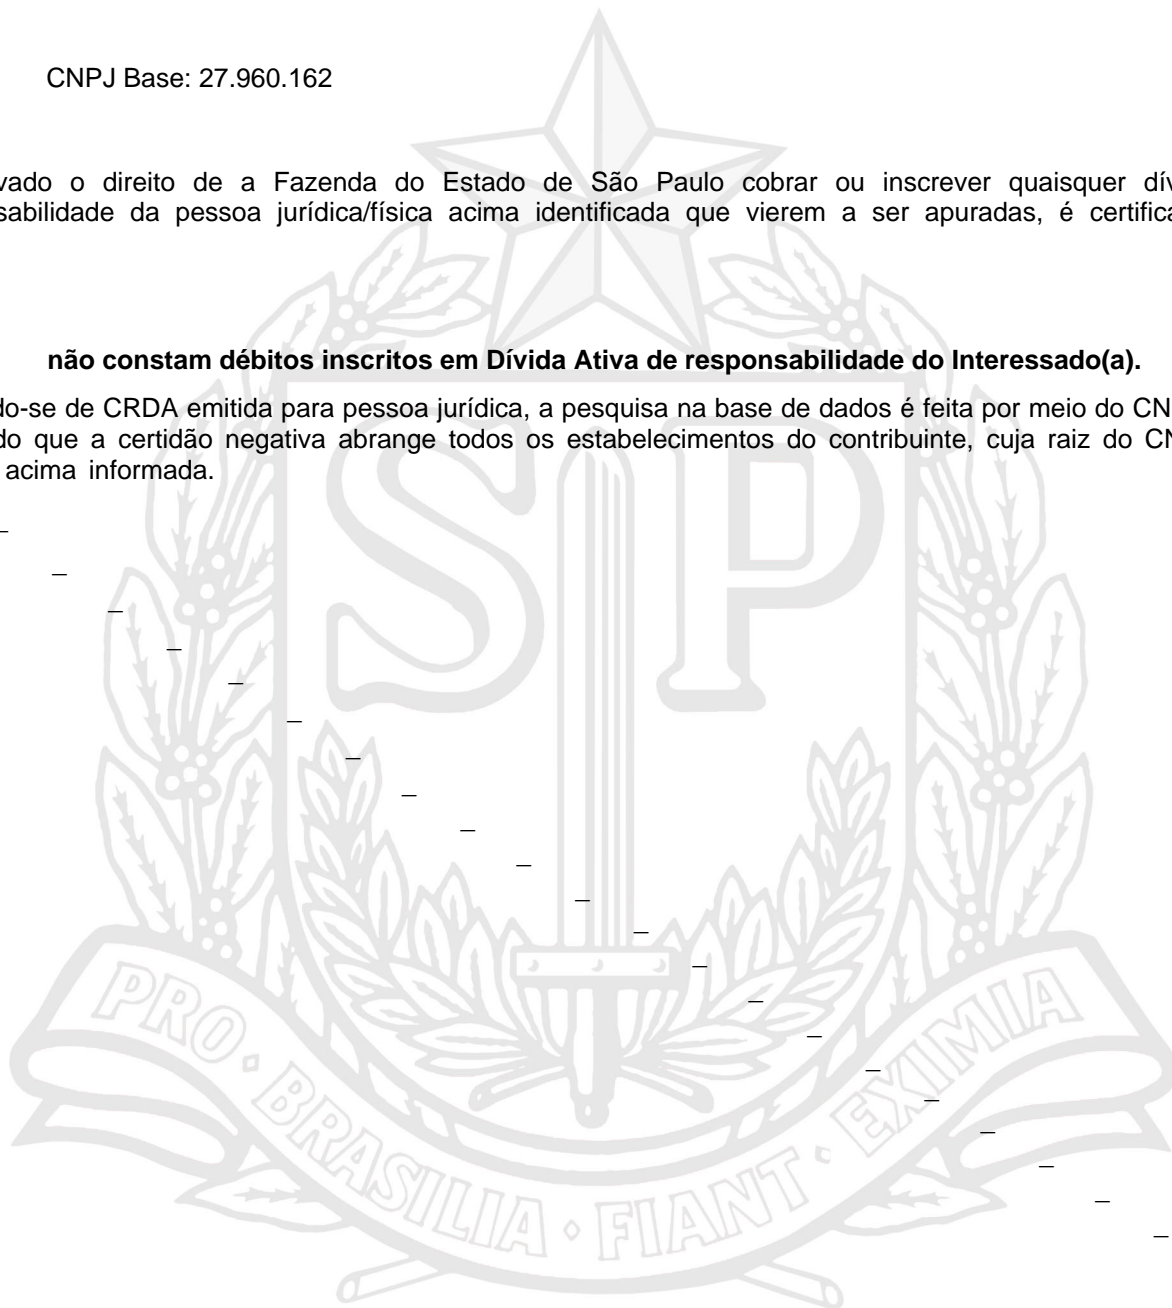 CNPJ Base: 27.960.162
vado o direito de a Fazenda do Estado de São Paulo cobrar ou inscrever quaisquer dív
sabilidade da pessoa jurídica/física acima identificada que vierem a ser apuradas, é certifica
não constam débitos inscritos em Dívida Ativa de responsabilidade do Interessado(a).
do-se de CRDA emitida para pessoa jurídica, a pesquisa na base de dados é feita por meio do CN
do que a certidão negativa abrange todos os estabelecimentos do contribuinte, cuja raiz do CN
acima informada.
SP
PRO · BRASILIA · FIANT · EXIMIA